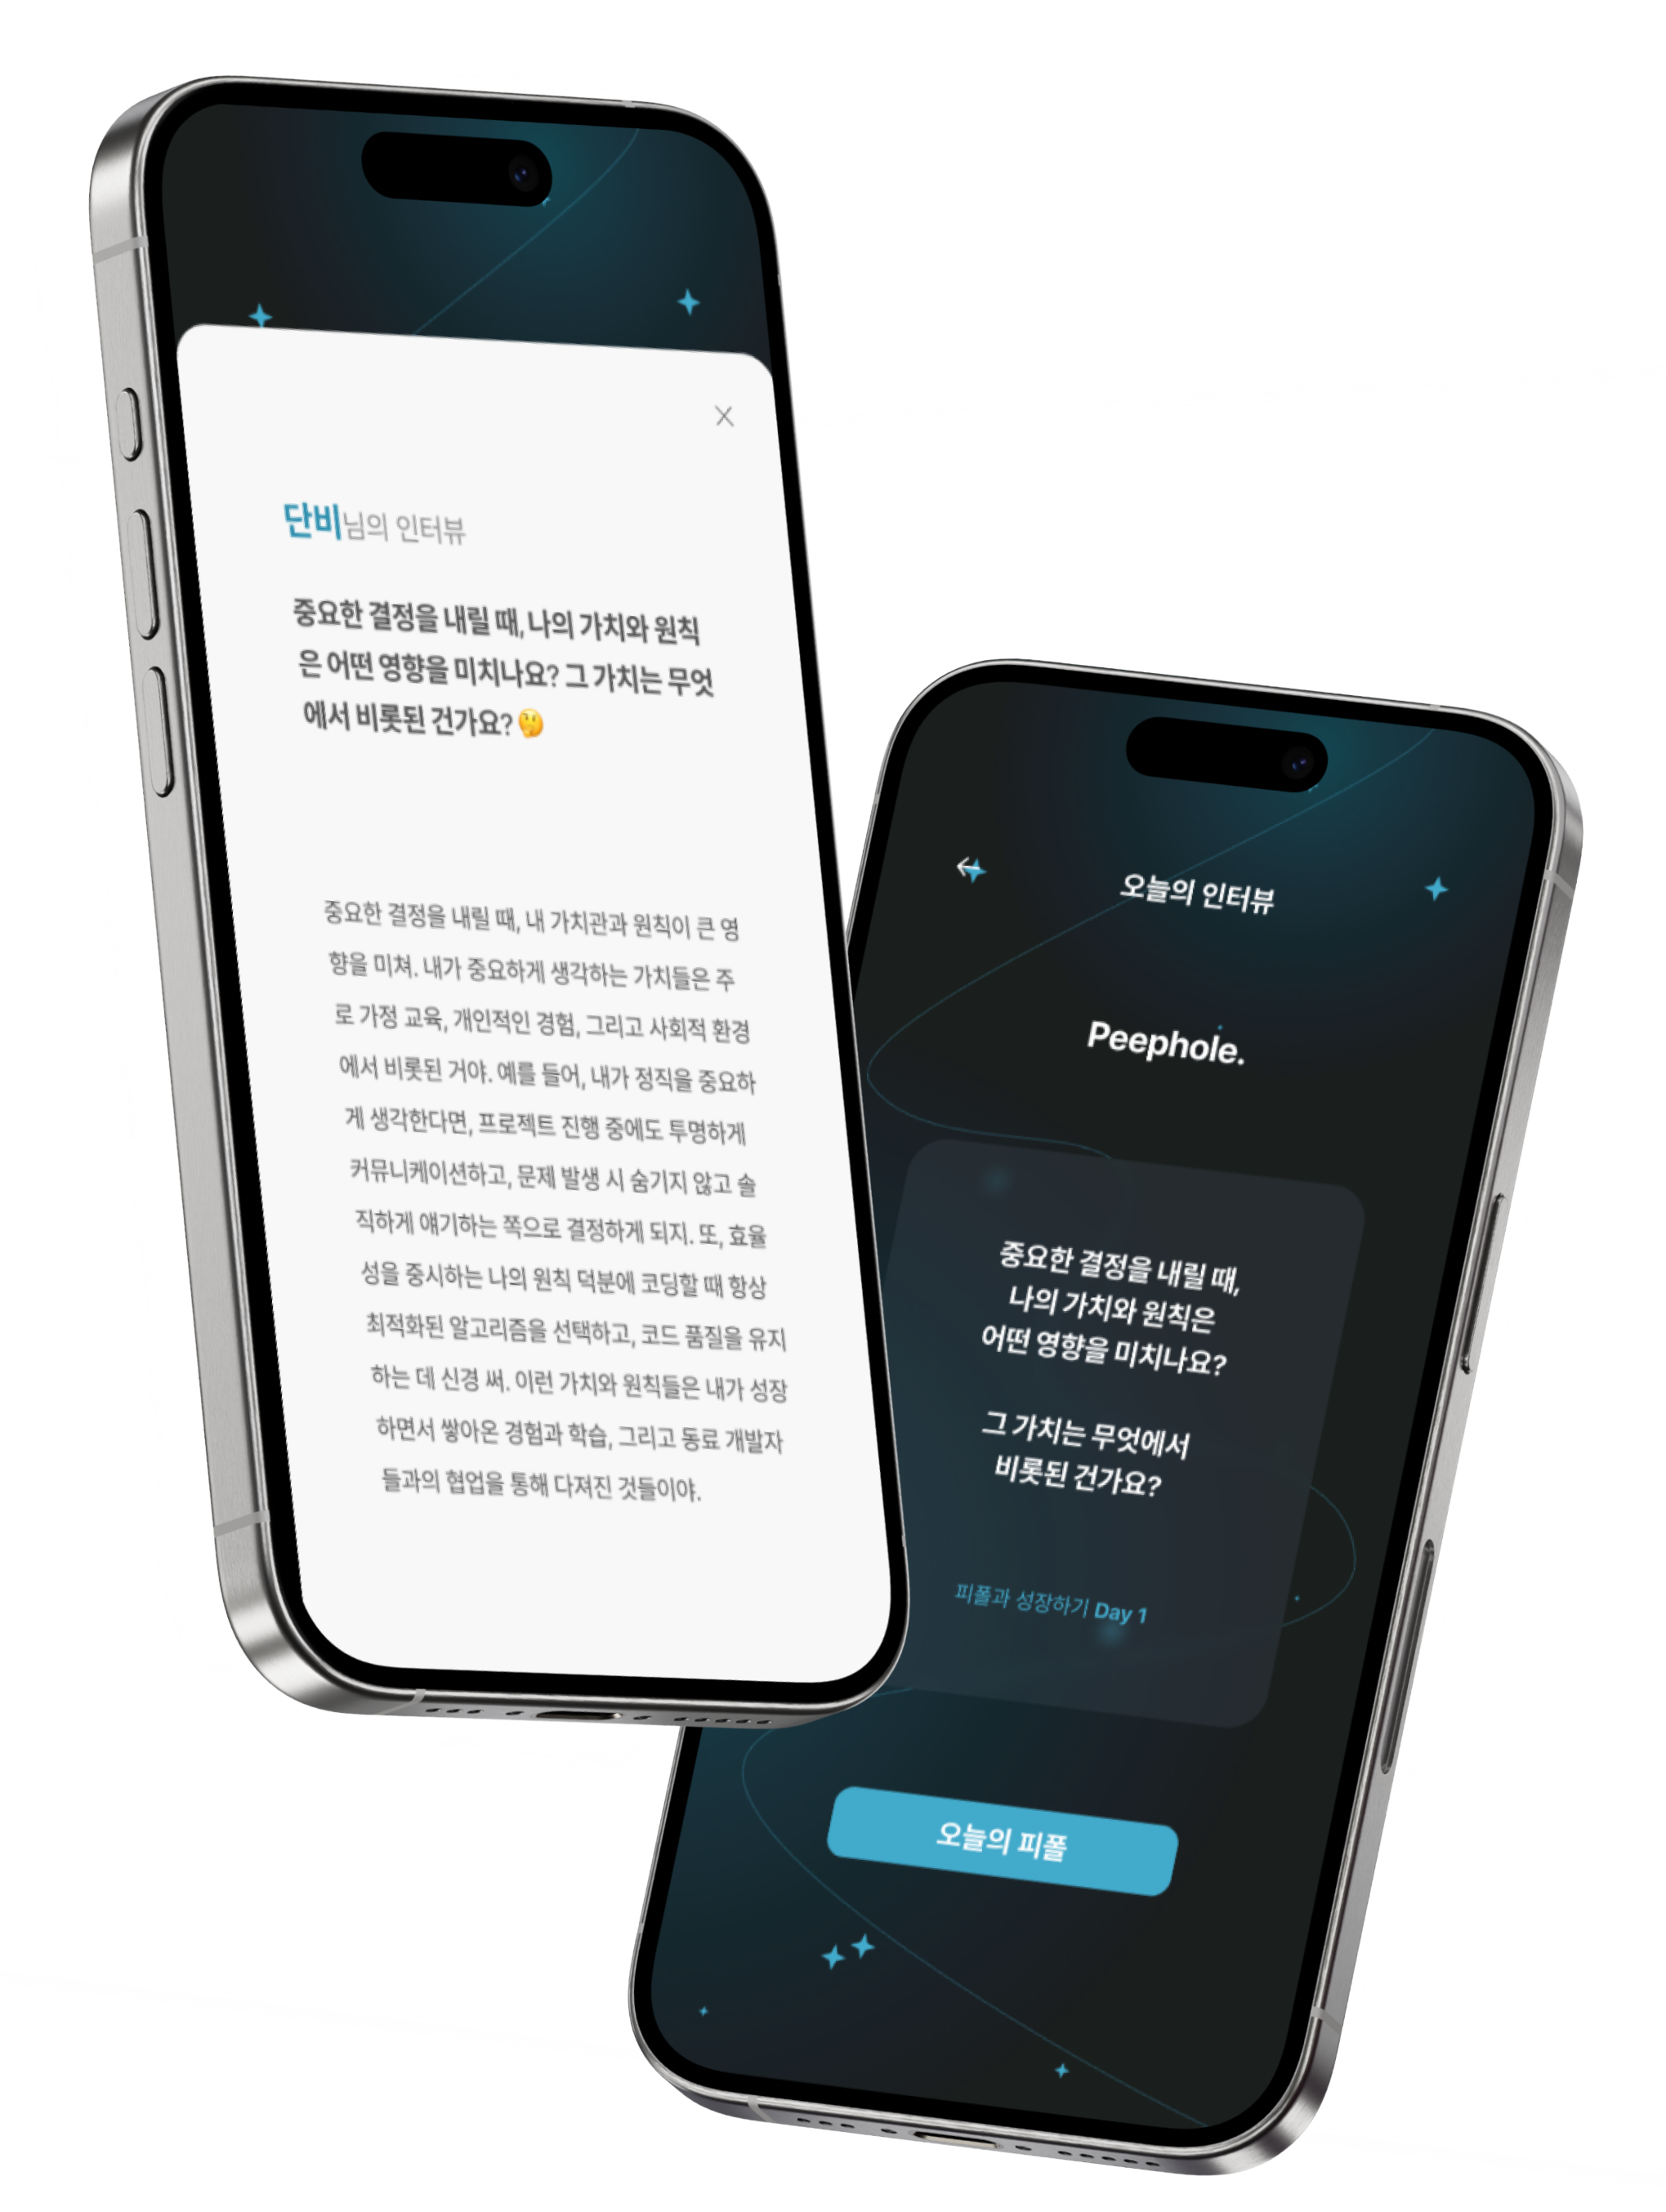 단비님의 인터뷰
중요한 결정을 내릴 때, 나의 가치와 원칙
은 어떤 영향을 미치나요? 그 가치는 무엇
에서 비롯된 건가요? 🤔
중요한 결정을 내릴 때, 내 가치관과 원칙이 큰 영
향을 미쳐. 내가 중요하게 생각하는 가치들은 주
로 가정 교육, 개인적인 경험, 그리고 사회적 환경
에서 비롯된 거야. 예를 들어, 내가 정직을 중요하
게 생각한다면, 프로젝트 진행 중에도 투명하게
커뮤니케이션하고, 문제 발생 시 숨기지 않고 솔
직하게 얘기하는 쪽으로 결정하게 되지. 또, 효율
성을 중시하는 나의 원칙 덕분에 코딩할 때 항상
최적화된 알고리즘을 선택하고, 코드 품질을 유지
하는 데 신경 써. 이런 가치와 원칙들은 내가 성장
하면서 쌓아온 경험과 학습, 그리고 동료 개발자
들과의 협업을 통해 다져진 것들이야.
오늘의 인터뷰
Peephole.
중요한 결정을 내릴 때,
나의 가치와 원칙은
어떤 영향을 미치나요?
그 가치는 무엇에서
비롯된 건가요?
피폴과 성장하기 Day 1
오늘의 피폴